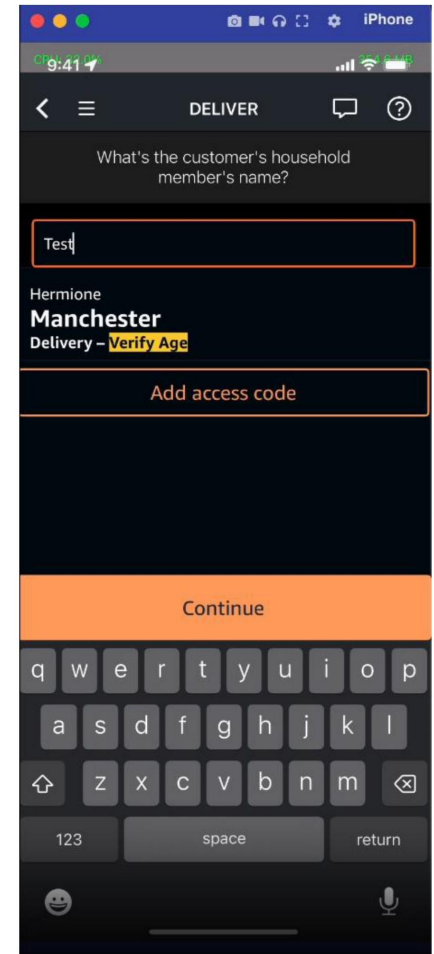 iPhone
9:41
DELIVER
What's the customer's household
member's name?
Test
Hermione
Manchester
Delivery – Verify Age
Add access code
Continue
q w e r t y u i o p
a s d f g h j k l
z x c v b n m
123 space return